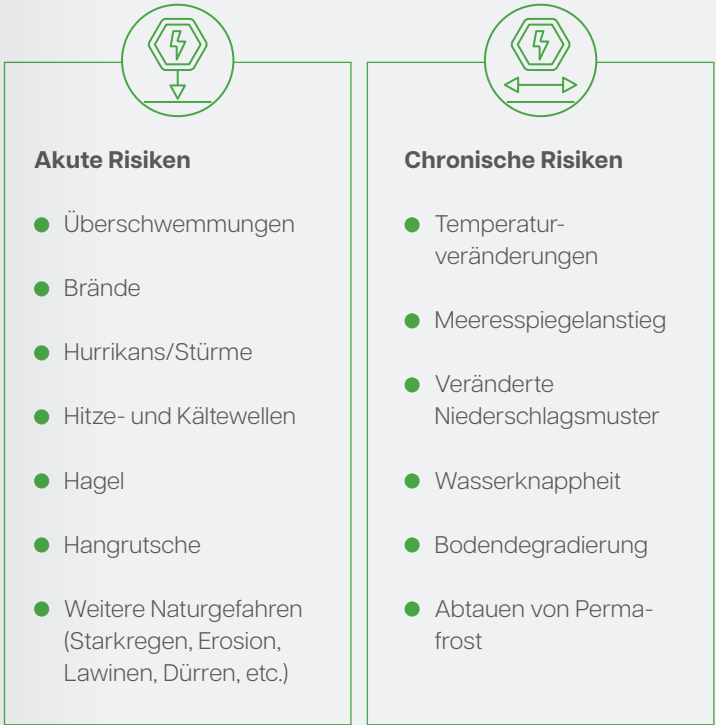 Akute Risiken
Überschwemmungen
Brände
Hurrikans/Stürme
Hitze- und Kältewellen
Hagel
Hangrutsche
Weitere Naturgefahren
(Starkregen, Erosion,
Lawinen, Dürren, etc.)
Chronische Risiken
Temperatur-
veränderungen
Meeresspiegelanstieg
Veränderte
Niederschlagsmuster
Wasserknappheit
Bodendegradierung
Abtauen von Perma-
frost